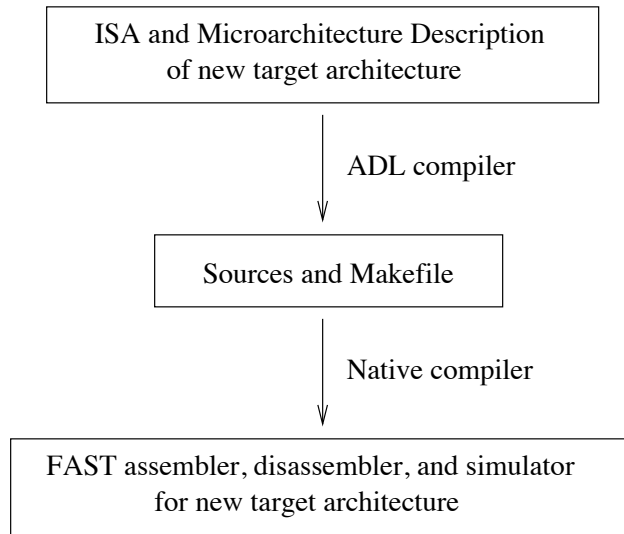 ISA and Microarchitecture Description
of new target architecture
ADL compiler
Sources and Makefile
Native compiler
FAST assembler, disassembler, and simulator
for new target architecture